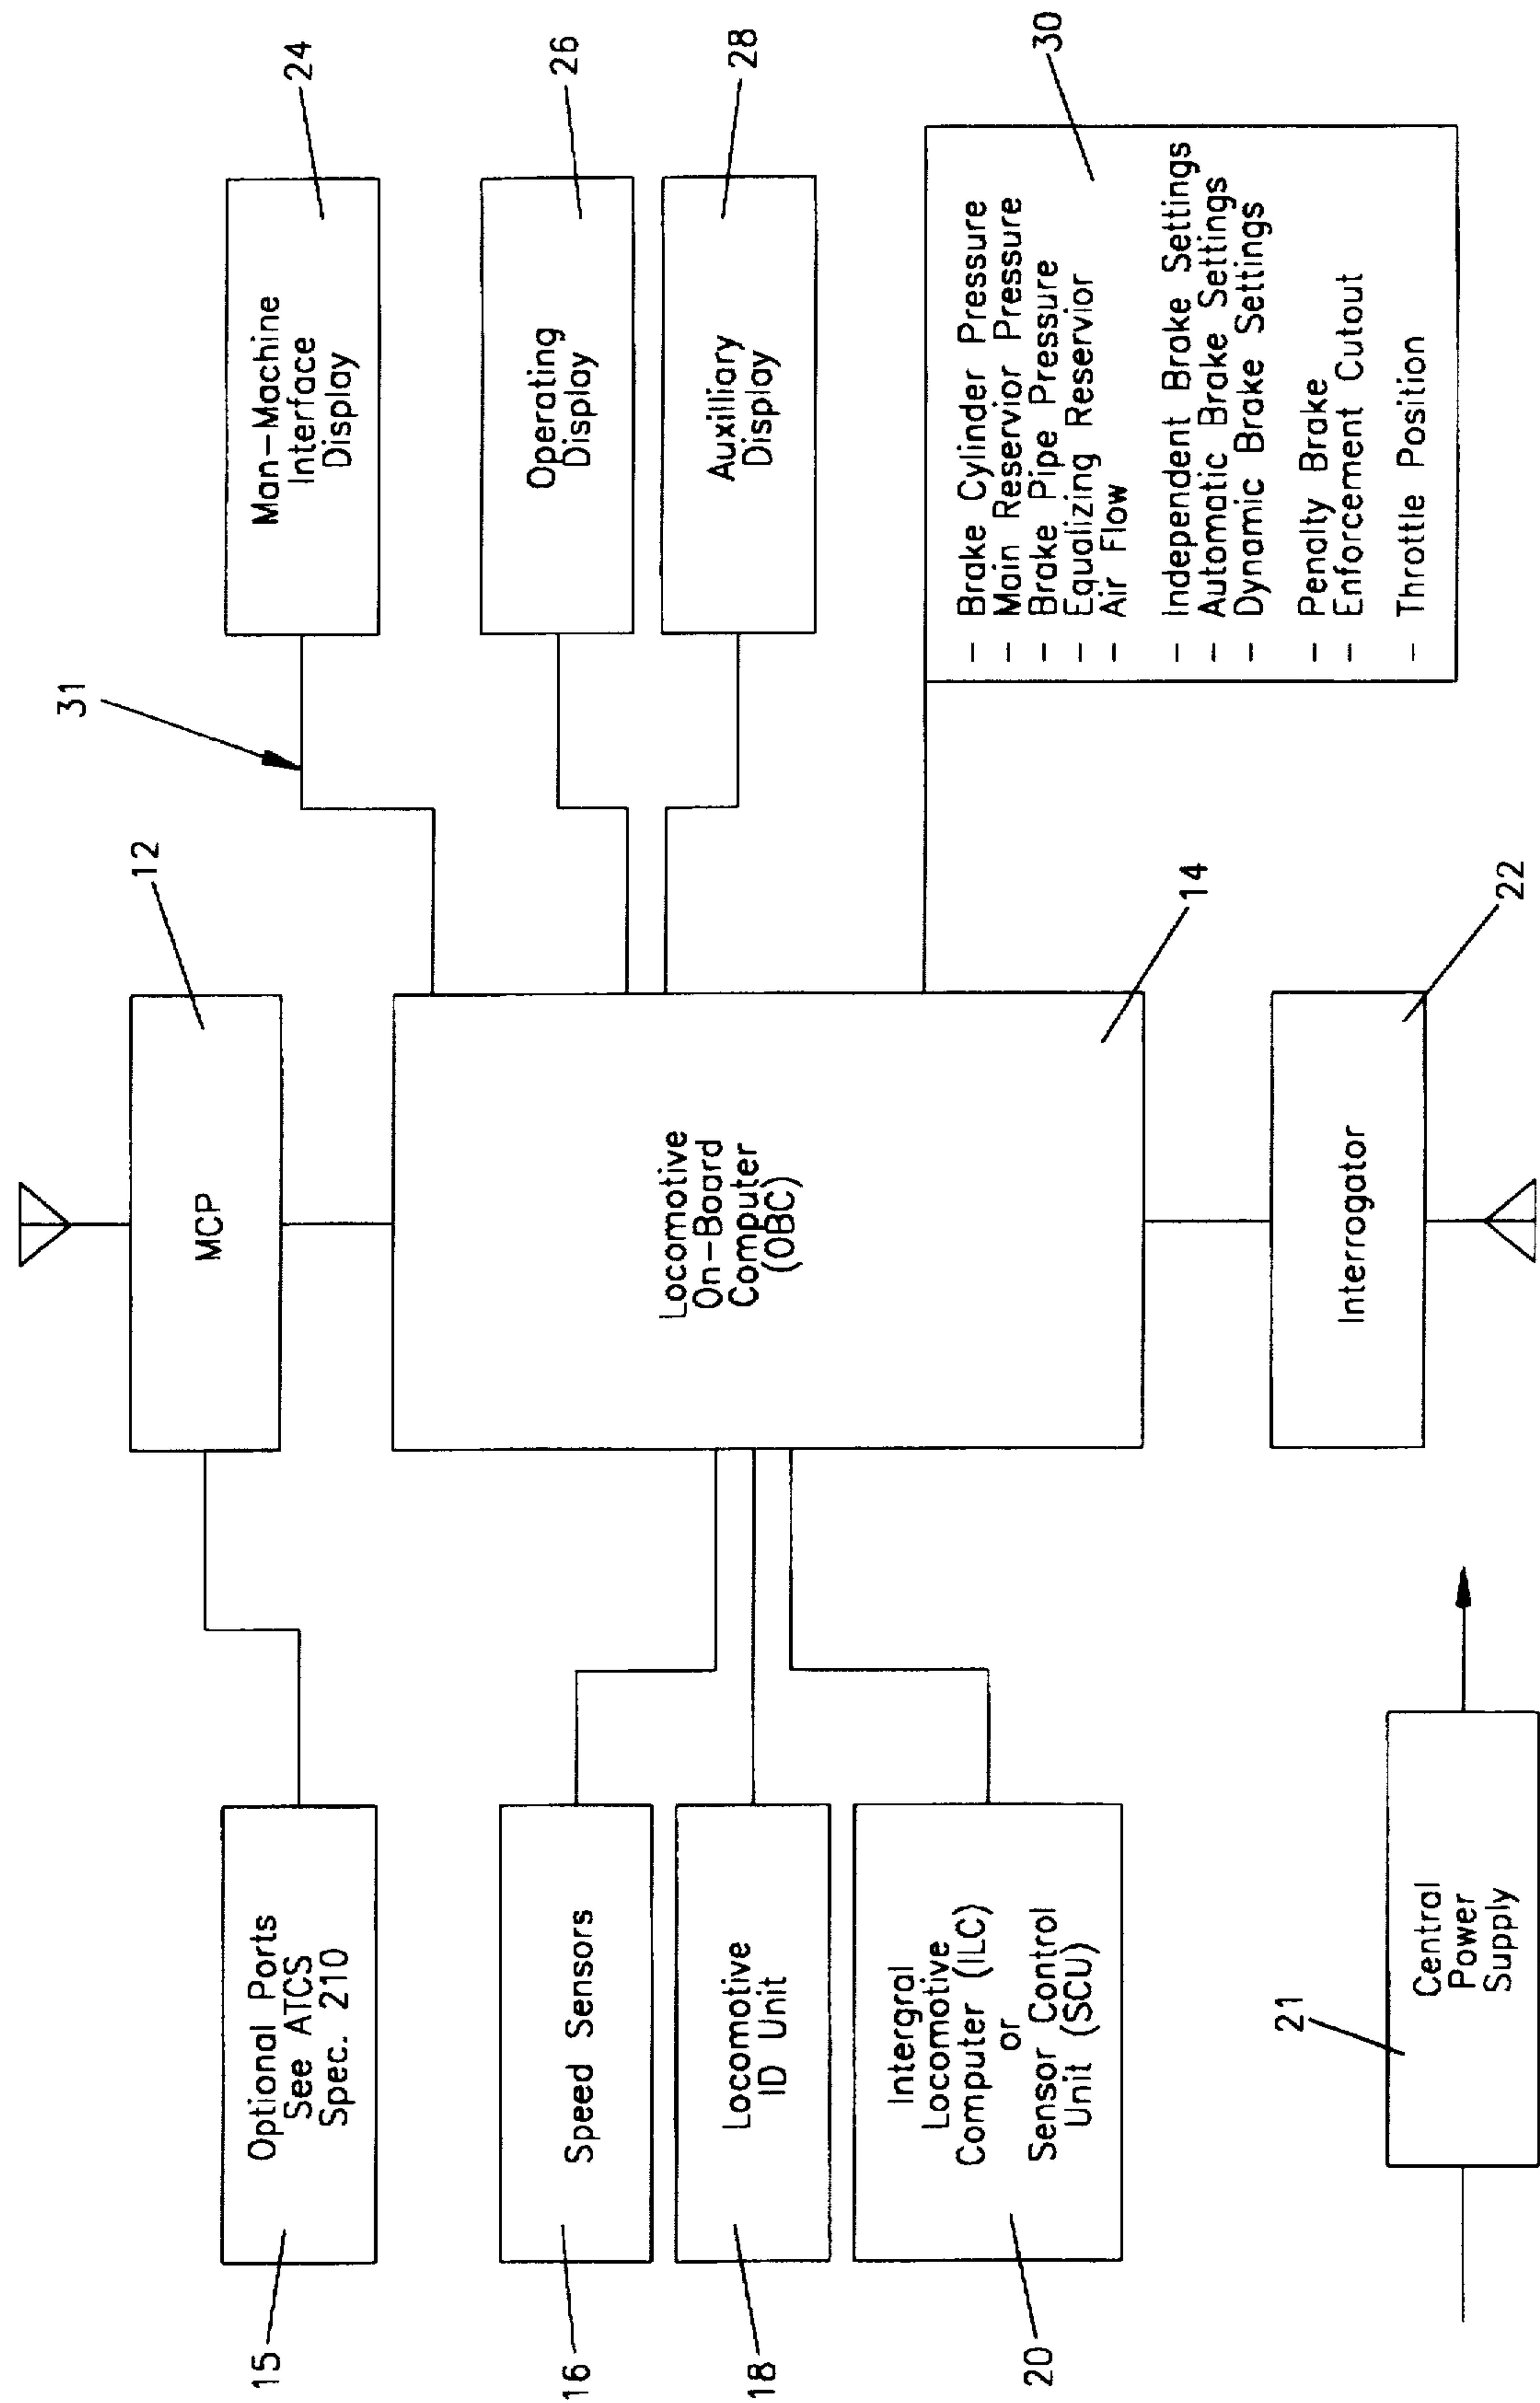 31
24
Man-Machine
Interface
Display
12
MCP
15
Optional Ports
See ATCS
Spec. 210
26
Operating
Display
28
Auxilliary
Display
16
Speed Sensors
18
Locomotive
ID Unit
20
Intergral
Locomotive
Computer (ILC)
or
Sensor Control
Unit (SCU)
Locomotive
On-Board
Computer
(OBC)
14
30
- Brake Cylinder Pressure
- Main Reservior Pressure
- Brake Pipe Pressure
- Equalizing Reservior
- Air Flow
- Independent Brake Settings
- Automatic Brake Settings
- Dynamic Brake Settings
- Penalty Brake
- Enforcement Cutout
- Throttle Position
21
Central
Power
Supply
Interrogator
22